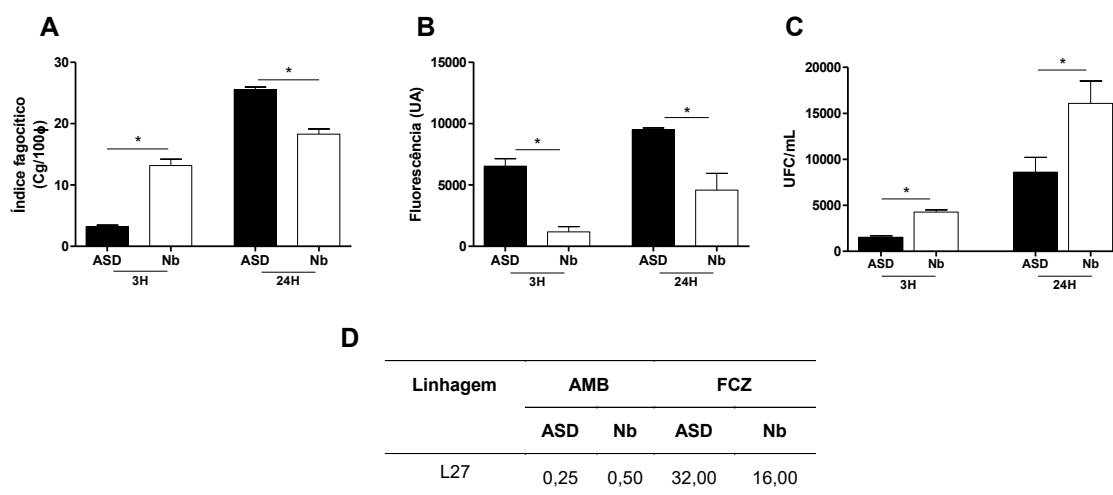 A
Índice fagocítico
(Cg/100ϕ)
30
20
10
0
*
*
ASD
Nb
ASD
Nb
3H
24H
B
Fluorescência (UA)
15000
10000
5000
0
*
*
ASD
Nb
ASD
Nb
3H
24H
C
UFC/mL
20000
15000
10000
5000
0
*
*
ASD
Nb
ASD
Nb
3H
24H
D
Linhagem AMB FCZ
ASD Nb ASD Nb
L27 0,25 0,50 32,00 16,00